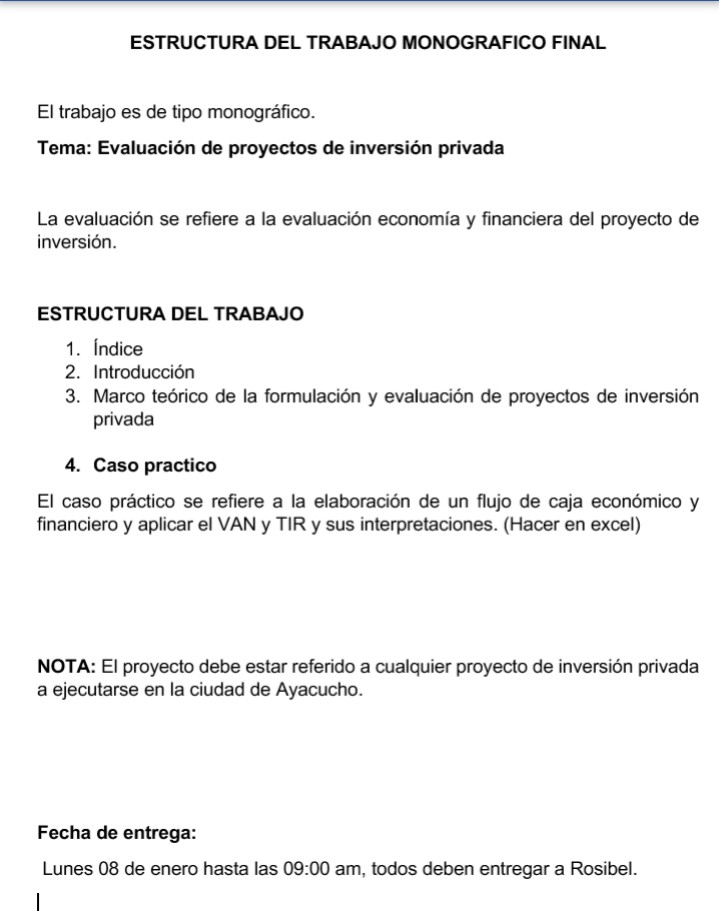 ESTRUCTURA DEL TRABAJO MONOGRAFICO FINAL
El trabajo es de tipo monográfico.
Tema: Evaluación de proyectos de inversión privada
La evaluación se refiere a la evaluación economía y financiera del proyecto de
inversión.
ESTRUCTURA DEL TRABAJO
1. Índice
2. Introducción
3. Marco teórico de la formulación y evaluación de proyectos de inversión
privada
4. Caso practico
El caso práctico se refiere a la elaboración de un flujo de caja económico y
financiero y aplicar el VAN y TIR y sus interpretaciones. (Hacer en excel)
NOTA: El proyecto debe estar referido a cualquier proyecto de inversión privada
a ejecutarse en la ciudad de Ayacucho.
Fecha de entrega:
Lunes 08 de enero hasta las 09:00 am, todos deben entregar a Rosibel.